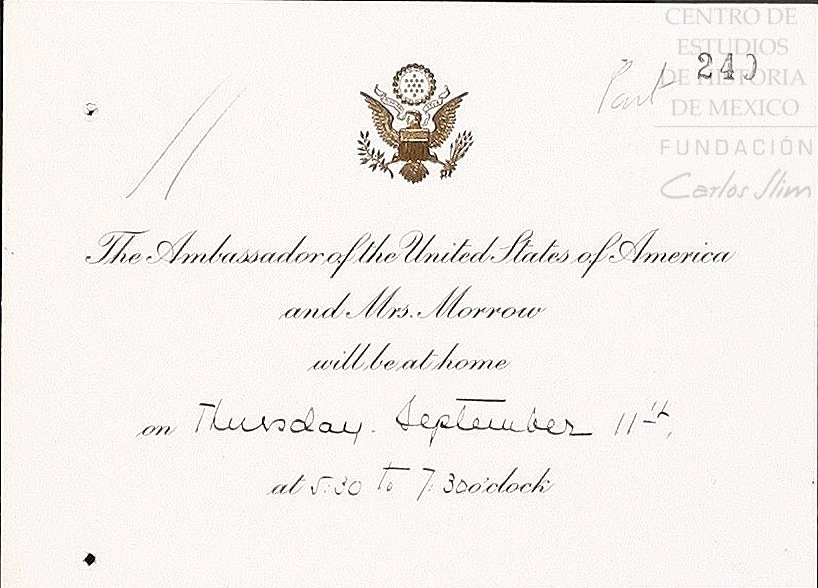 CENTRO DE
ESTUDIOS
DE HISTORIA
DE MEXICO
FUNDACIÓN
Carlos Slim
240
The Ambassador of the United States of America
and Mrs. Morrow
will be at home
on Thursday. September 11th,
at 5:30 to 7:30 o'clock